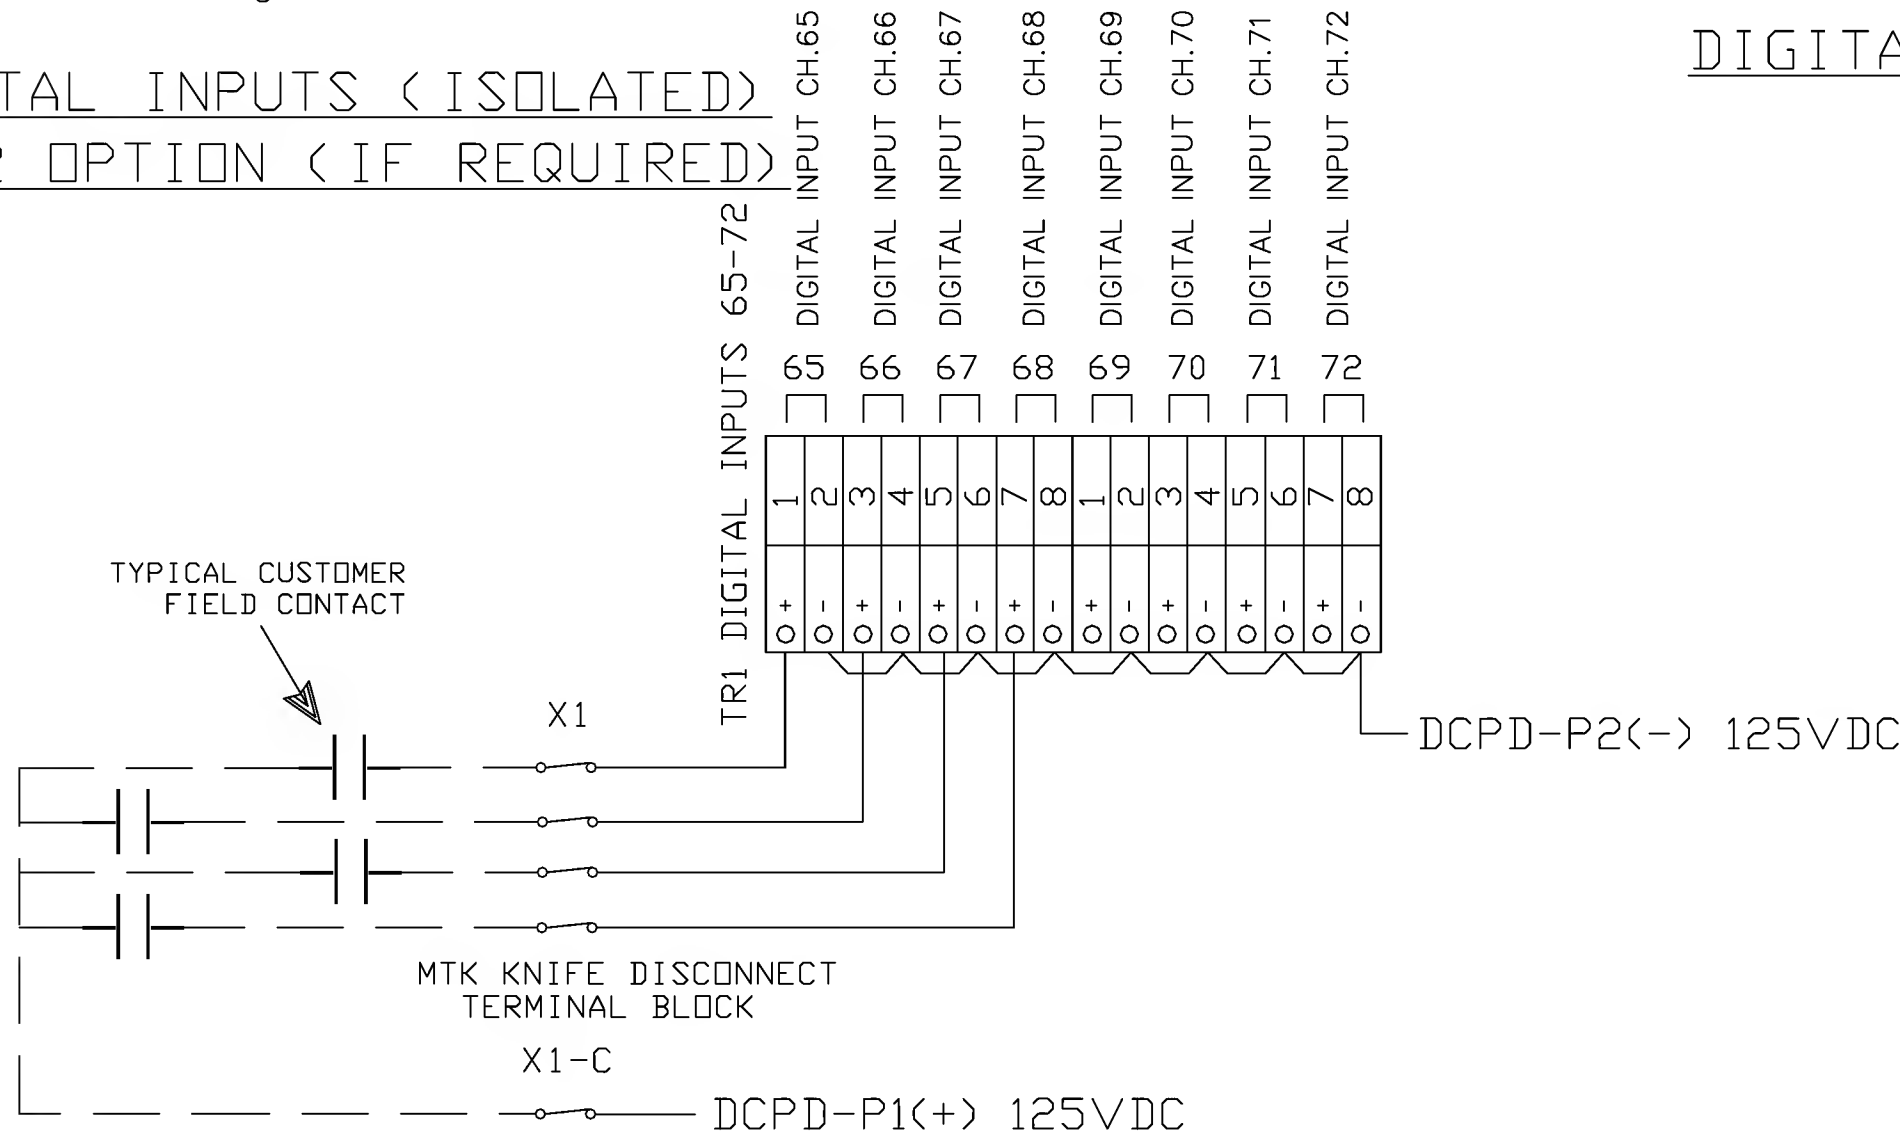 TAL INPUTS (ISOLATED)
OPTION (IF REQUIRED)
DIGITA
DIGITAL INPUT CH.65
DIGITAL INPUT CH.66
DIGITAL INPUT CH.67
DIGITAL INPUT CH.68
DIGITAL INPUT CH.69
DIGITAL INPUT CH.70
DIGITAL INPUT CH.71
DIGITAL INPUT CH.72
TR1 DIGITAL INPUTS 65-72
65 66 67 68 69 70 71 72
1 2 3 4 5 6 7 8 1 2 3 4 5 6 7 8
+ - + - + - + - + - + - + - + -
TYPICAL CUSTOMER
FIELD CONTACT
X1
DCPD-P2(-) 125VDC
MTK KNIFE DISCONNECT
TERMINAL BLOCK
X1-C
DCPD-P1(+) 125VDC